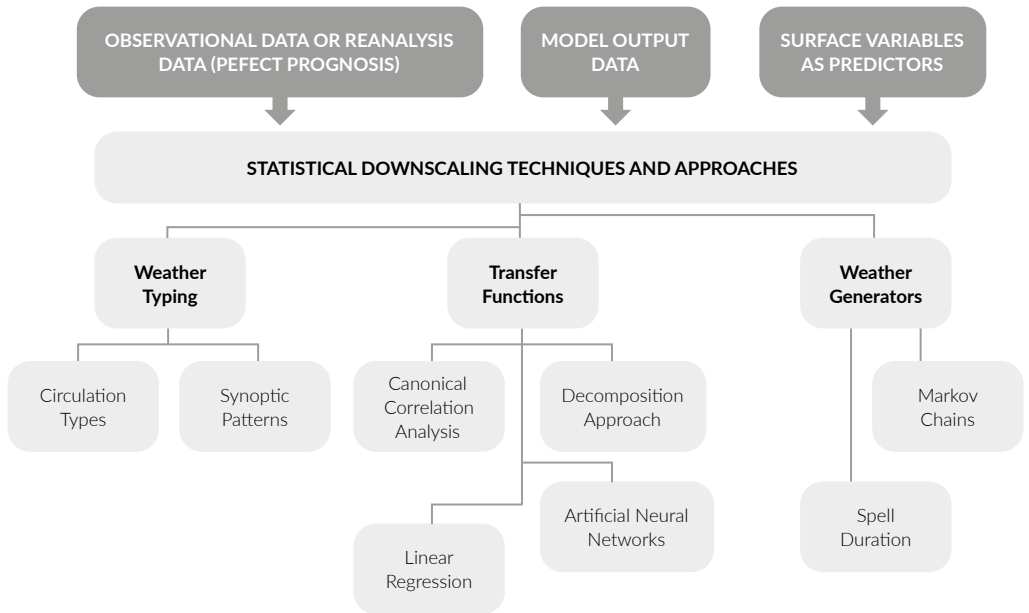 OBSERVATIONAL DATA OR REANALYSIS
DATA (PEFECT PROGNOSIS)
MODEL OUTPUT
DATA
SURFACE VARIABLES
AS PREDICTORS
STATISTICAL DOWNSCALING TECHNIQUES AND APPROACHES
Weather
Typing
Transfer
Functions
Weather
Generators
Circulation
Types
Synoptic
Patterns
Canonical
Correlation
Analysis
Decomposition
Approach
Markov
Chains
Linear
Regression
Artificial Neural
Networks
Spell
Duration